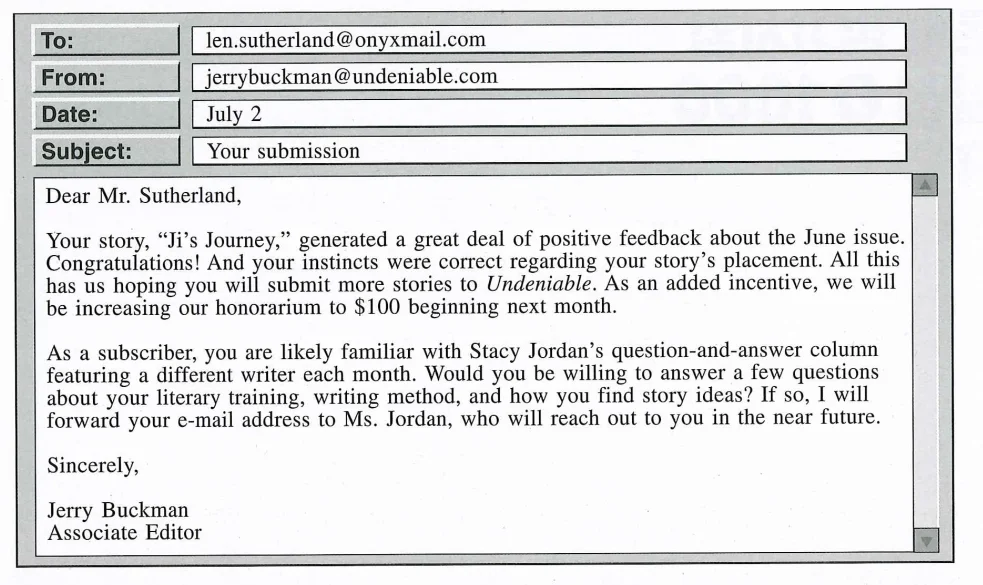 To: len.sutherland@onyxmail.com
From: jerrybuckman@undeniable.com
Date: July 2
Subject: Your submission
Dear Mr. Sutherland,
Your story, “Ji’s Journey,” generated a great deal of positive feedback about the June issue.
Congratulations! And your instincts were correct regarding your story’s placement. All this
has us hoping you will submit more stories to Undeniable. As an added incentive, we will
be increasing our honorarium to $100 beginning next month.
As a subscriber, you are likely familiar with Stacy Jordan’s question-and-answer column
featuring a different writer each month. Would you be willing to answer a few questions
about your literary training, writing method, and how you find story ideas? If so, I will
forward your e-mail address to Ms. Jordan, who will reach out to you in the near future.
Sincerely,
Jerry Buckman
Associate Editor